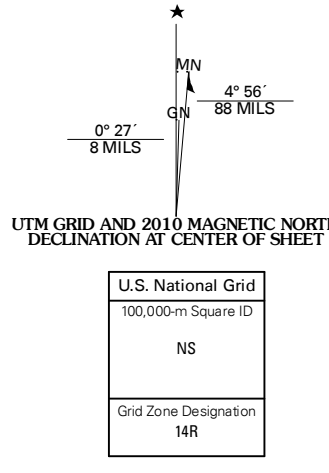 MN
4° 56´
88 MILS
GN
0° 27´
8 MILS
UTM GRID AND 2010 MAGNETIC NORTH
DECLINATION AT CENTER OF SHEET
U.S. National Grid
100,000-m Square ID
NS
Grid Zone Designation
14R